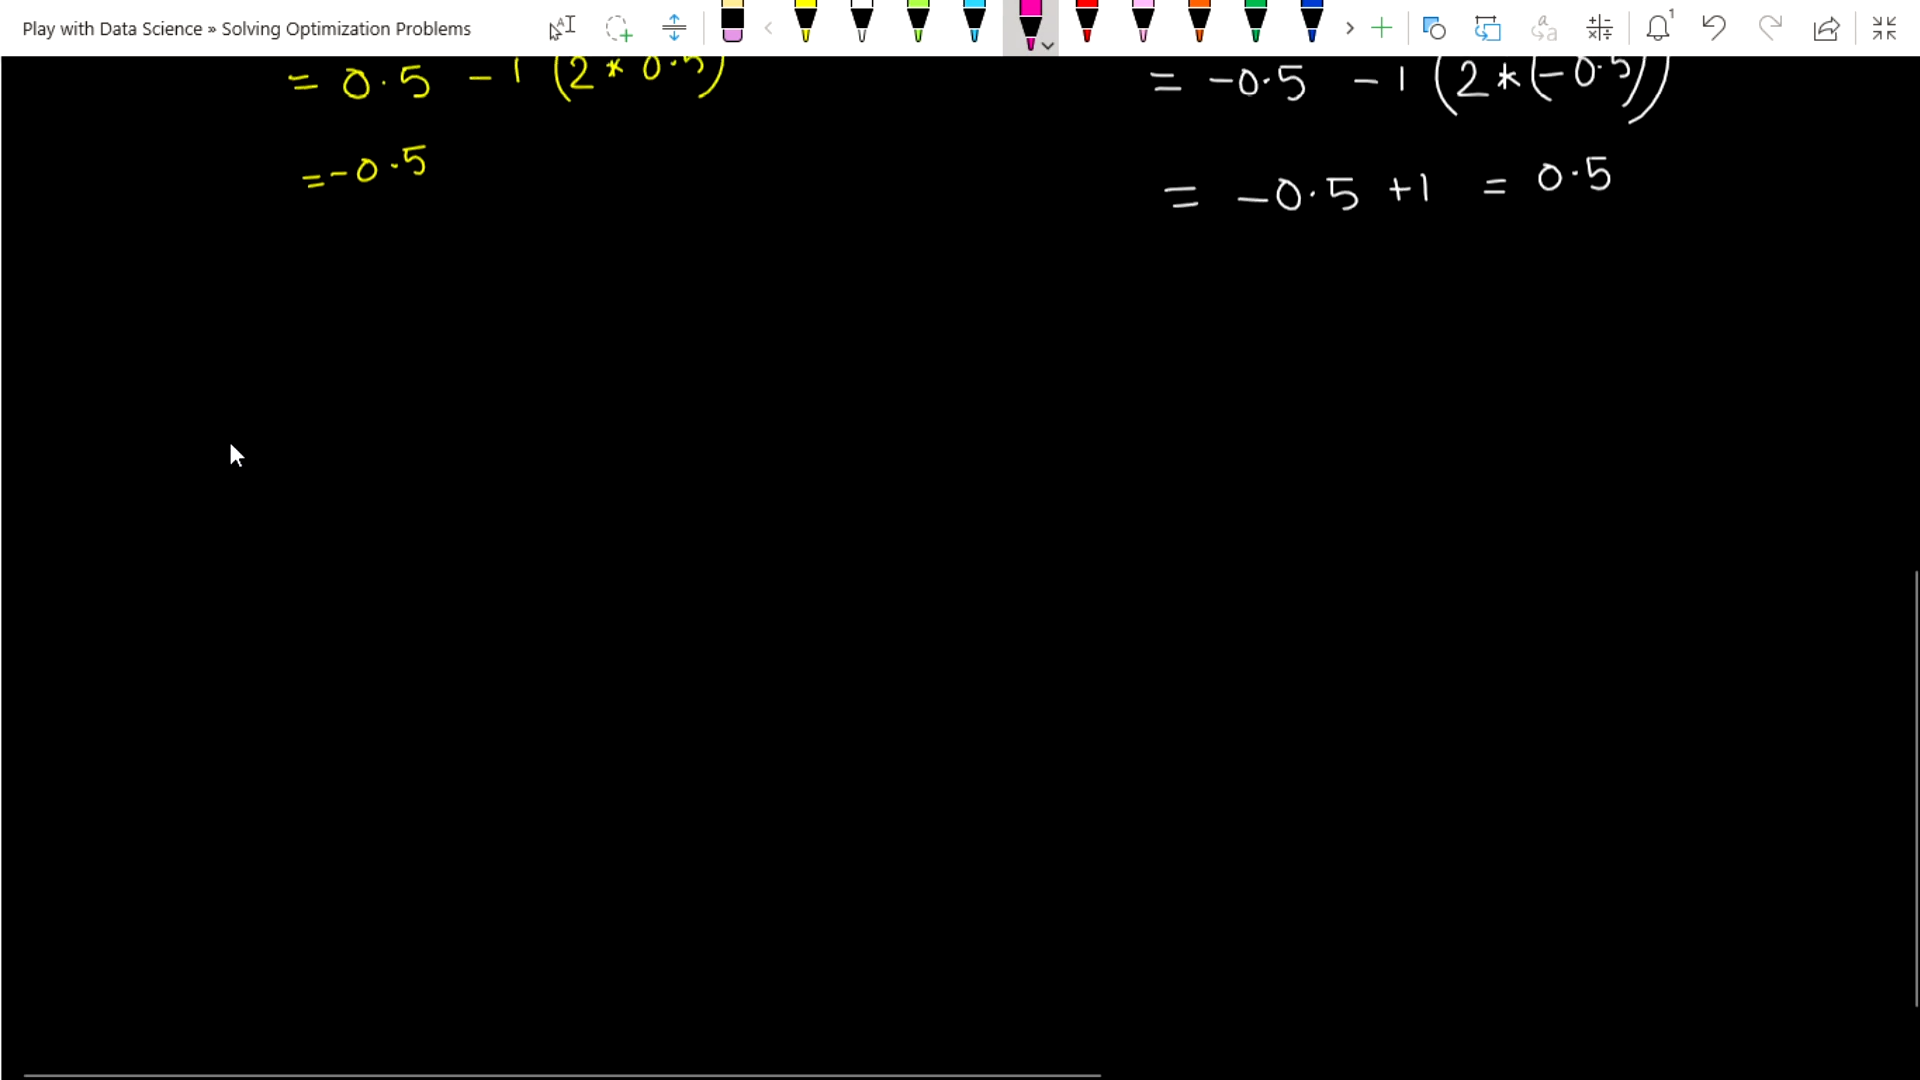 Play with Data Science » Solving Optimization Problems
= 0.5 - 1 (2 * 0.5)
= -0.5
= -0.5 - 1 (2 * (-0.5))
= -0.5 + 1 = 0.5